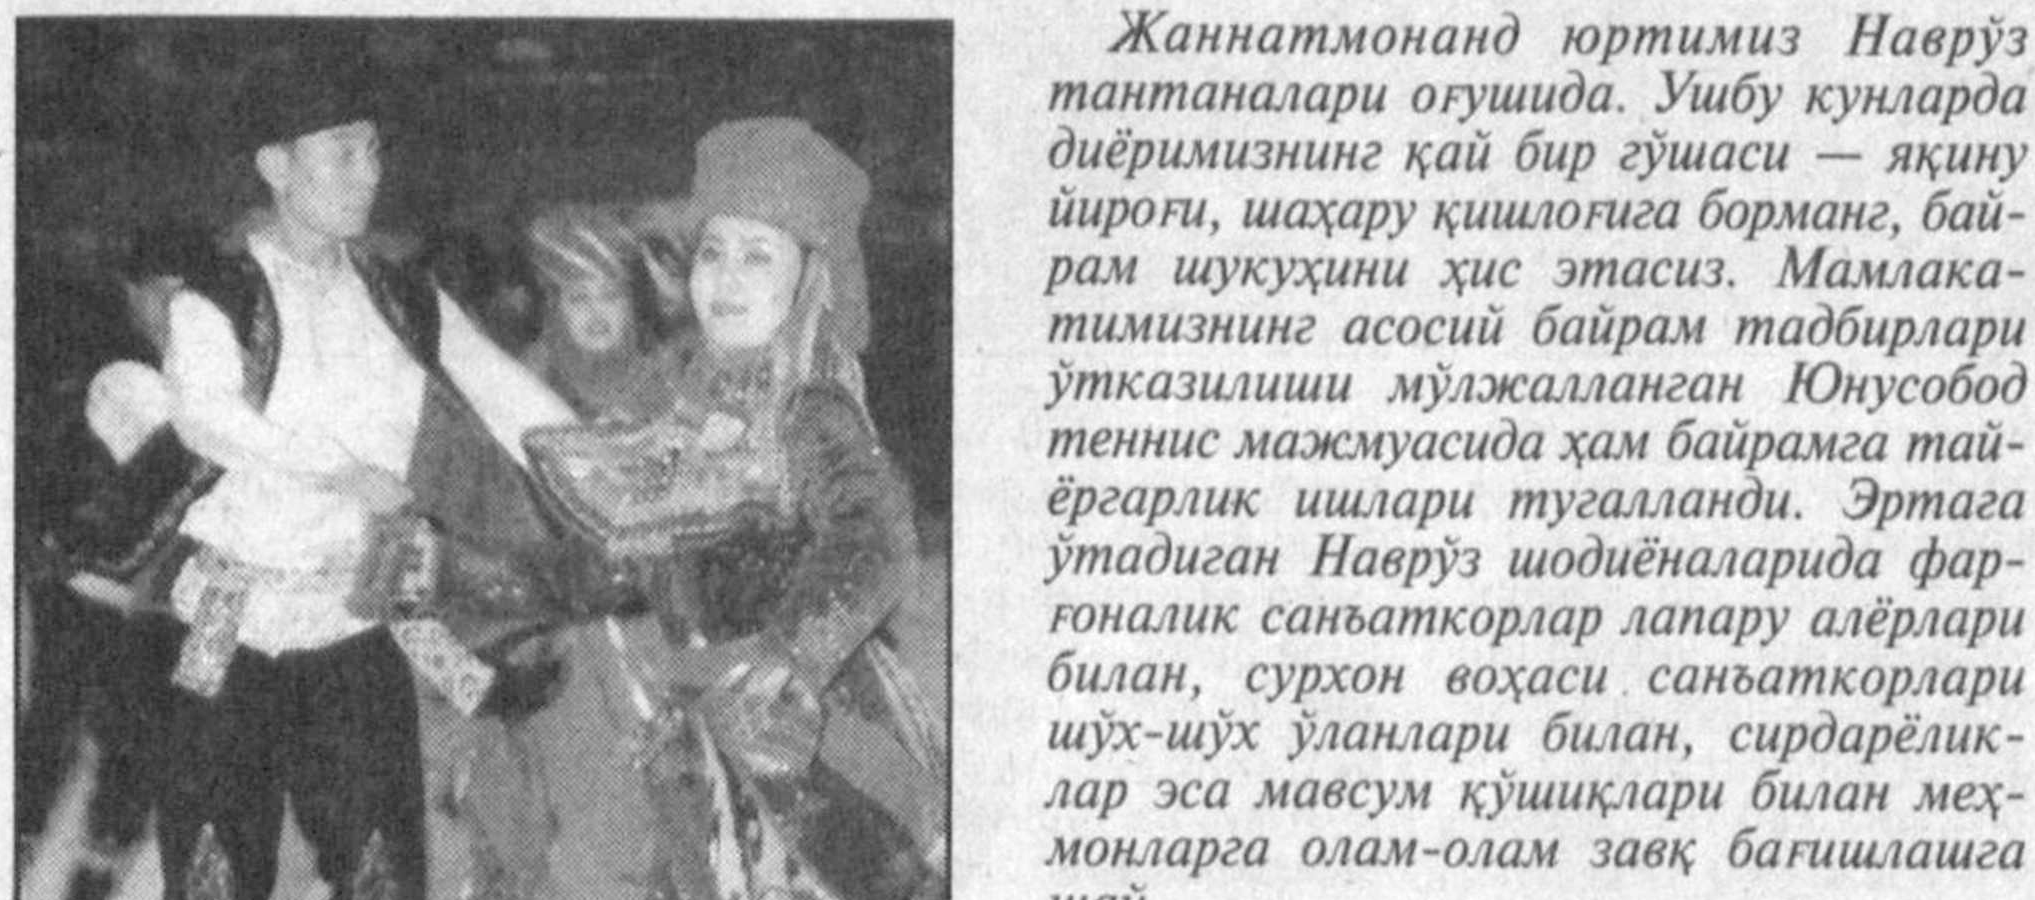 Жаннатмонанд юртимиз Наврўз
тантаналари оғушида. Ушбу кунларда
диёримизнинг қай бир гўшаси — яқину
йироғи, шаҳару қишлоғига борманг, бай-
рам шукуҳини ҳис этасиз. Мамлака-
тимизнинг асосий байрам тадбирлари
ўтказилиши мўлжалланган Юнусобод
теннис мажмуасида ҳам байрамга тай-
ёргарлик ишлари тугалланди. Эртага
ўтадиган Наврўз шодиёналарида фар-
ғоналик санъаткорлар лапару алёрлари
билан, сурхон воҳаси санъаткорлари
шўх-шўх ўланлари билан, сирдарёлик-
лар эса мавсум қўшиқлари билан меҳ-
монларга олам-олам завқ бағишлашга